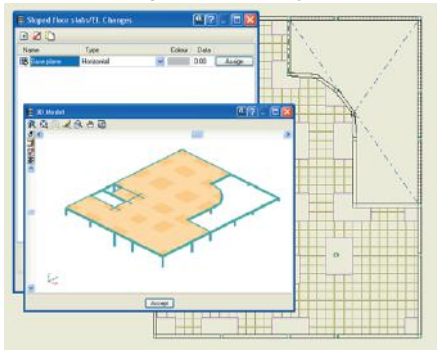 Sloped floor slabs/El. Changes
Name Type Colour Data
Base plane Horizontal 0.00 Assign
3D Model
Accept